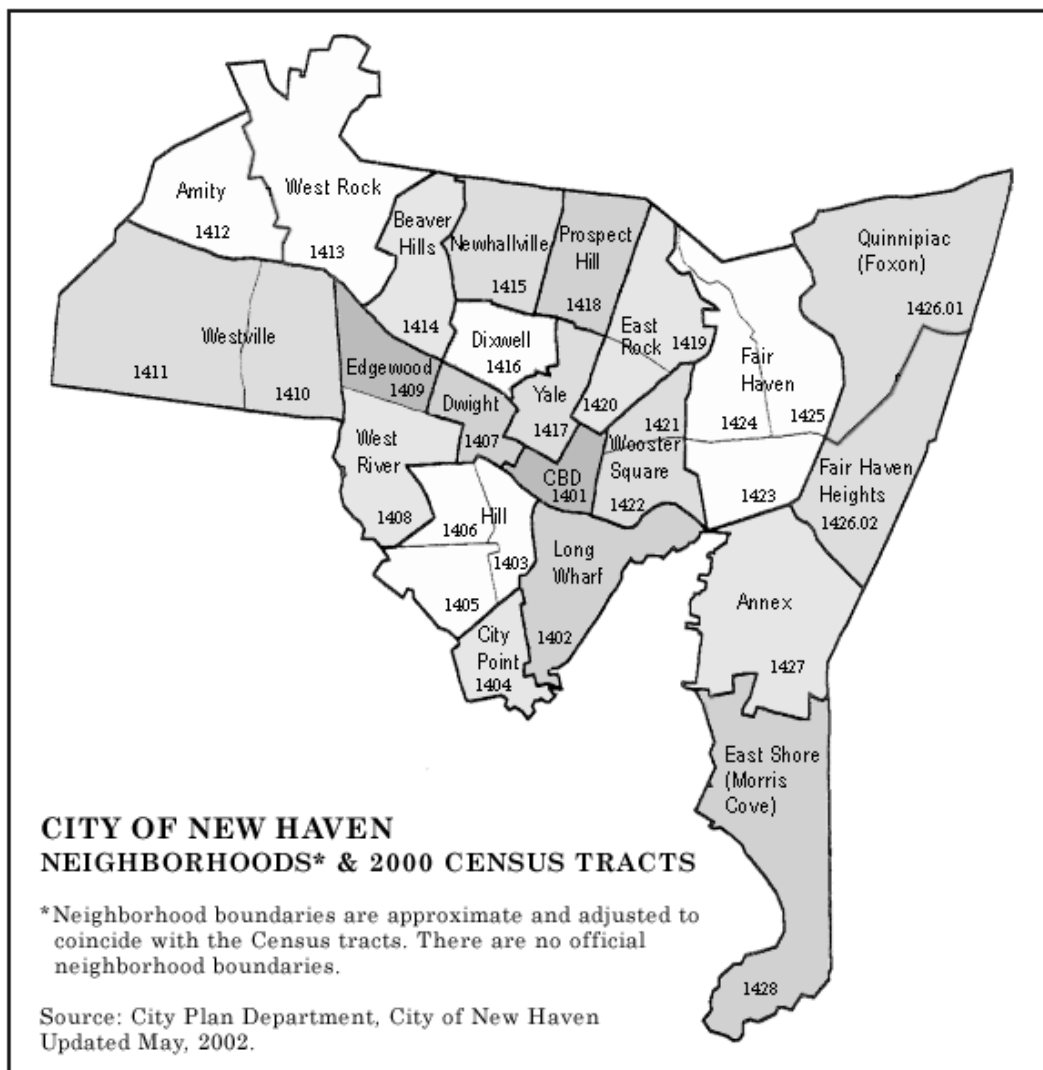 Amity
1412
West Rock
1413
Beaver
Hills
1414
Newhallville
1415
Prospect
Hill
1418
Quinnipiac
(Foxon)
1426.01
Westville
1411
1410
Edgewood
1409
Dixwell
1416
East
Rock
1419
1420
Fair
Haven
1424
1425
1423
Dwight
1407
Yale
1417
1421
Wooster
Square
1422
West
River
1408
CBD
1401
Fair Haven
Heights
1426.02
Hill
1406
1403
1405
Long
Wharf
1402
City
Point
1404
Annex
1427
East Shore
(Morris
Cove)
1428
CITY OF NEW HAVEN
NEIGHBORHOODS* & 2000 CENSUS TRACTS
*Neighborhood boundaries are approximate and adjusted to
coincide with the Census tracts. There are no official
neighborhood boundaries.
Source: City Plan Department, City of New Haven
Updated May, 2002.